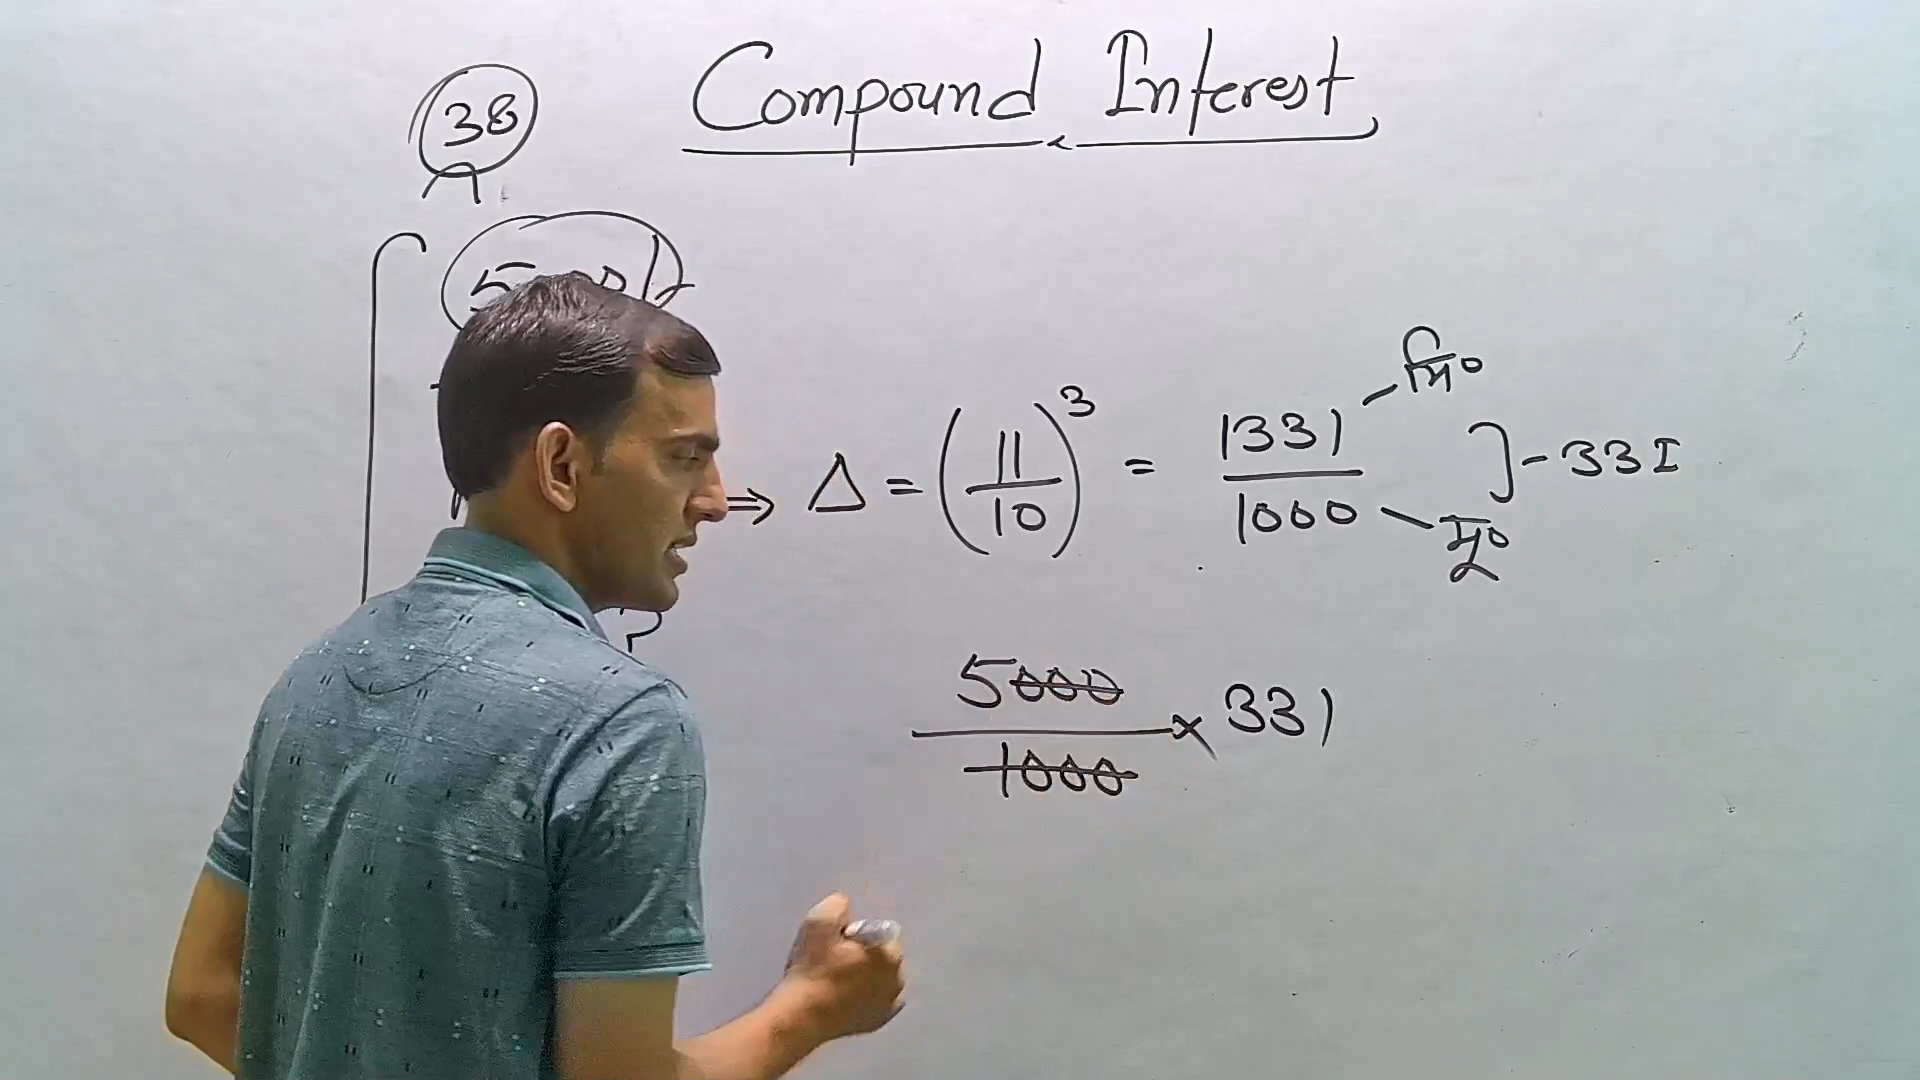 38 Compound Interest
⇒ Δ = (11/10)³ = 1331/1000 ] - 331
मि०
मू०
?
5000/1000 × 331